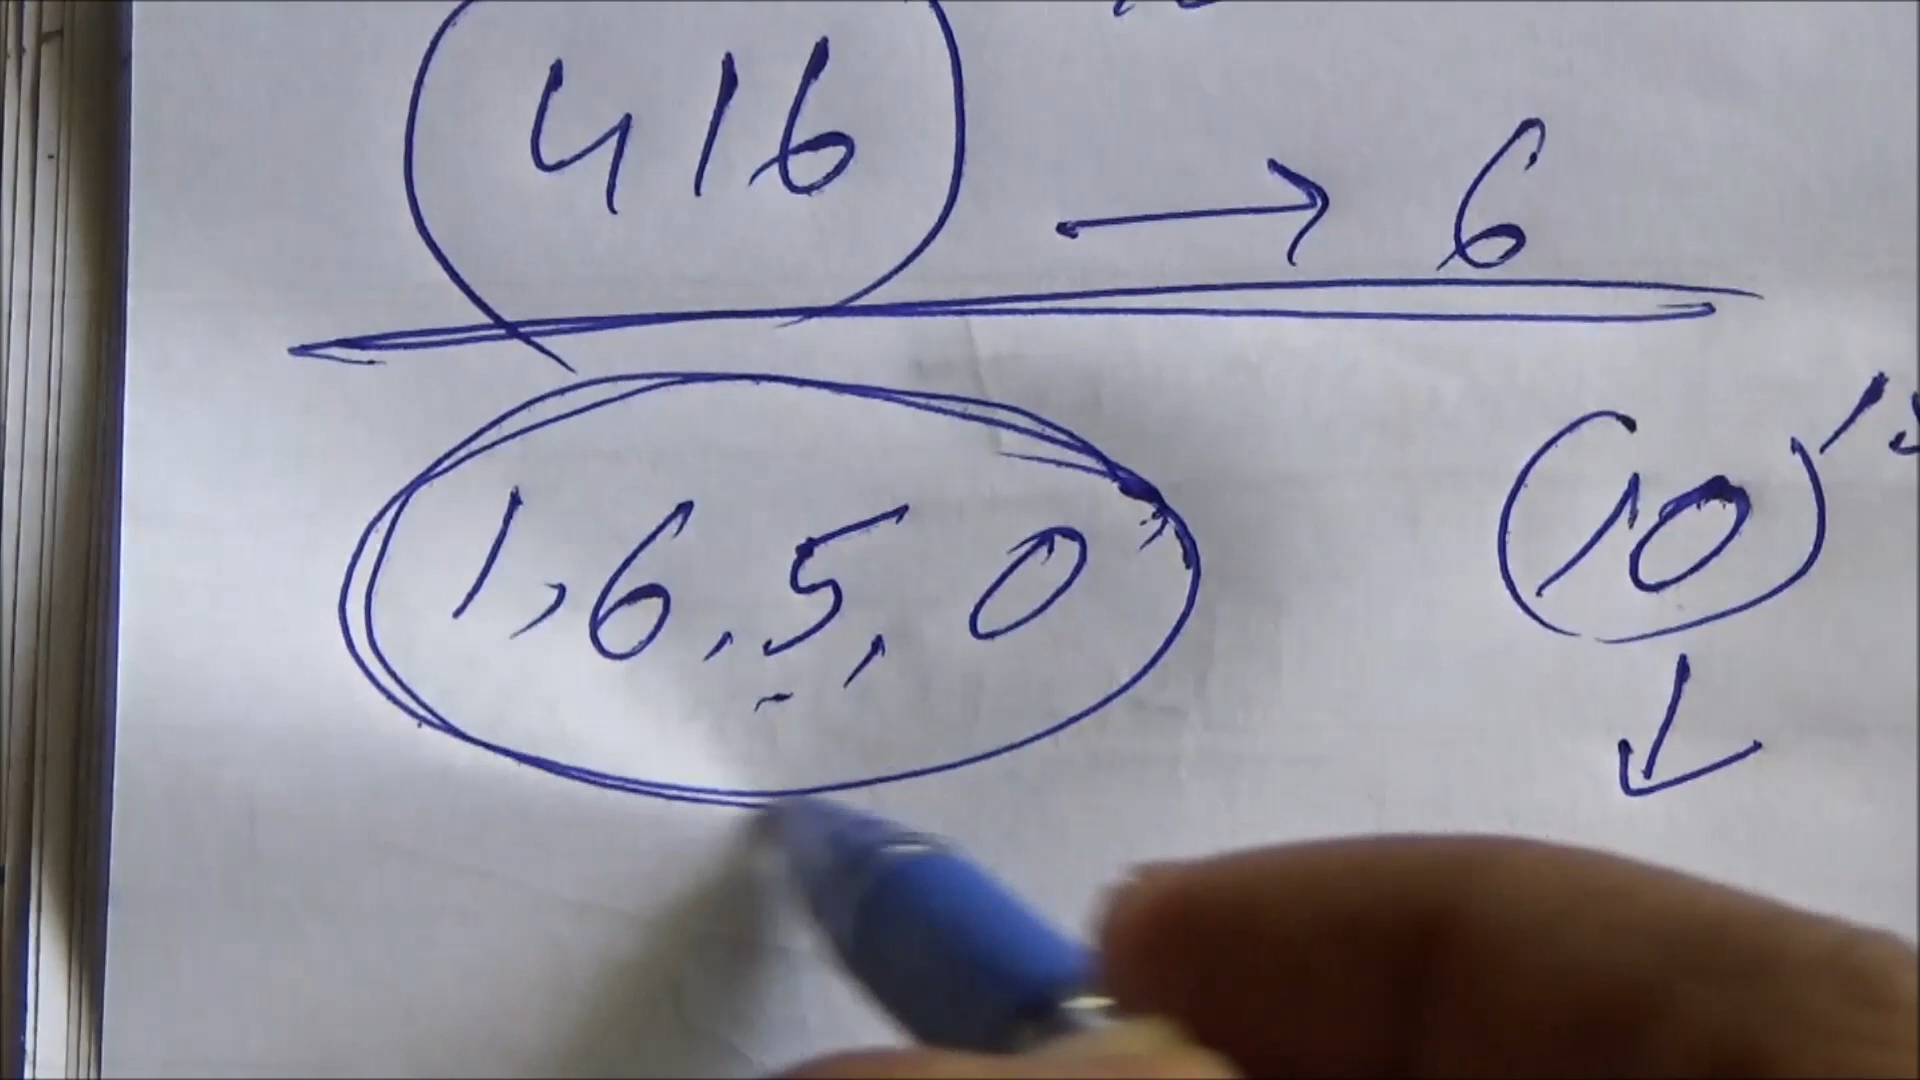 416 → 6
1, 6, 5, 0
(10)